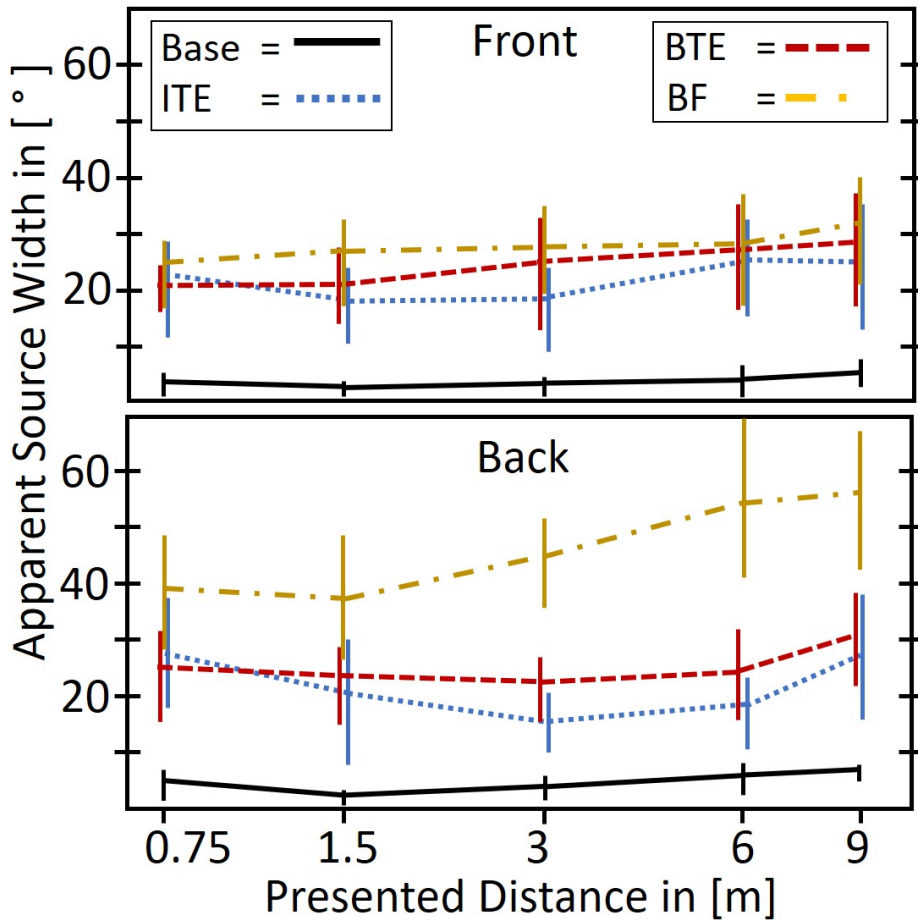 Apparent Source Width in [ ° ]
Base =
ITE =
Front
BTE =
BF =
60
40
20
Back
60
40
20
0.75 1.5 3 6 9
Presented Distance in [m]